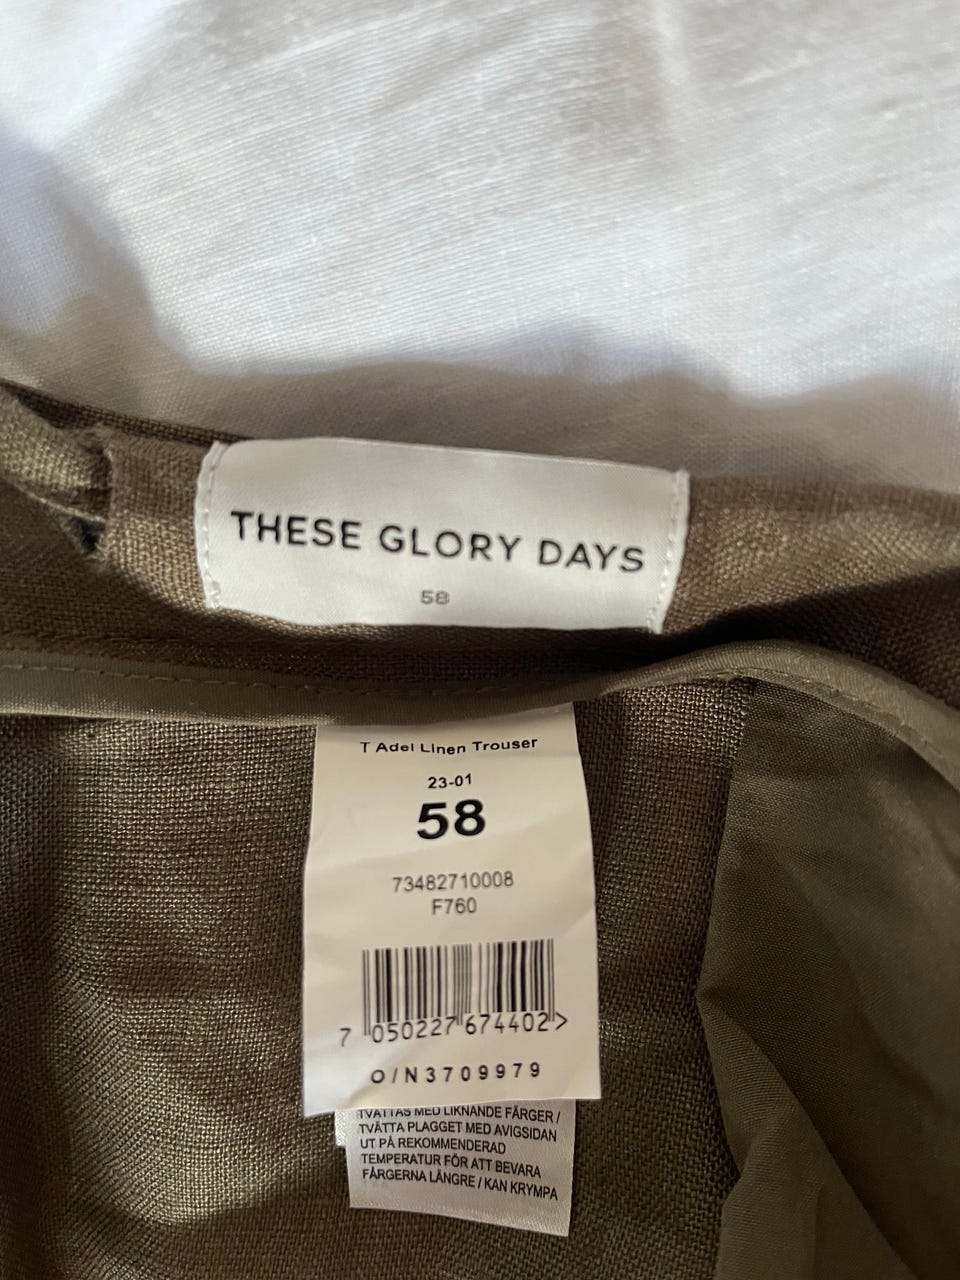 THESE GLORY DAYS
58
T Adel Linen Trouser
23-01
58
73482710008
F760
7 050227 674402>
O/N3709979
TVÄTTAS MED LIKNANDE FÄRGER /
TVÄTTA PLAGGET MED AVIGSIDAN
UT PÅ REKOMMENDERAD
TEMPERATUR FÖR ATT BEVARA
FÄRGERNA LÄNGRE / KAN KRYMPA